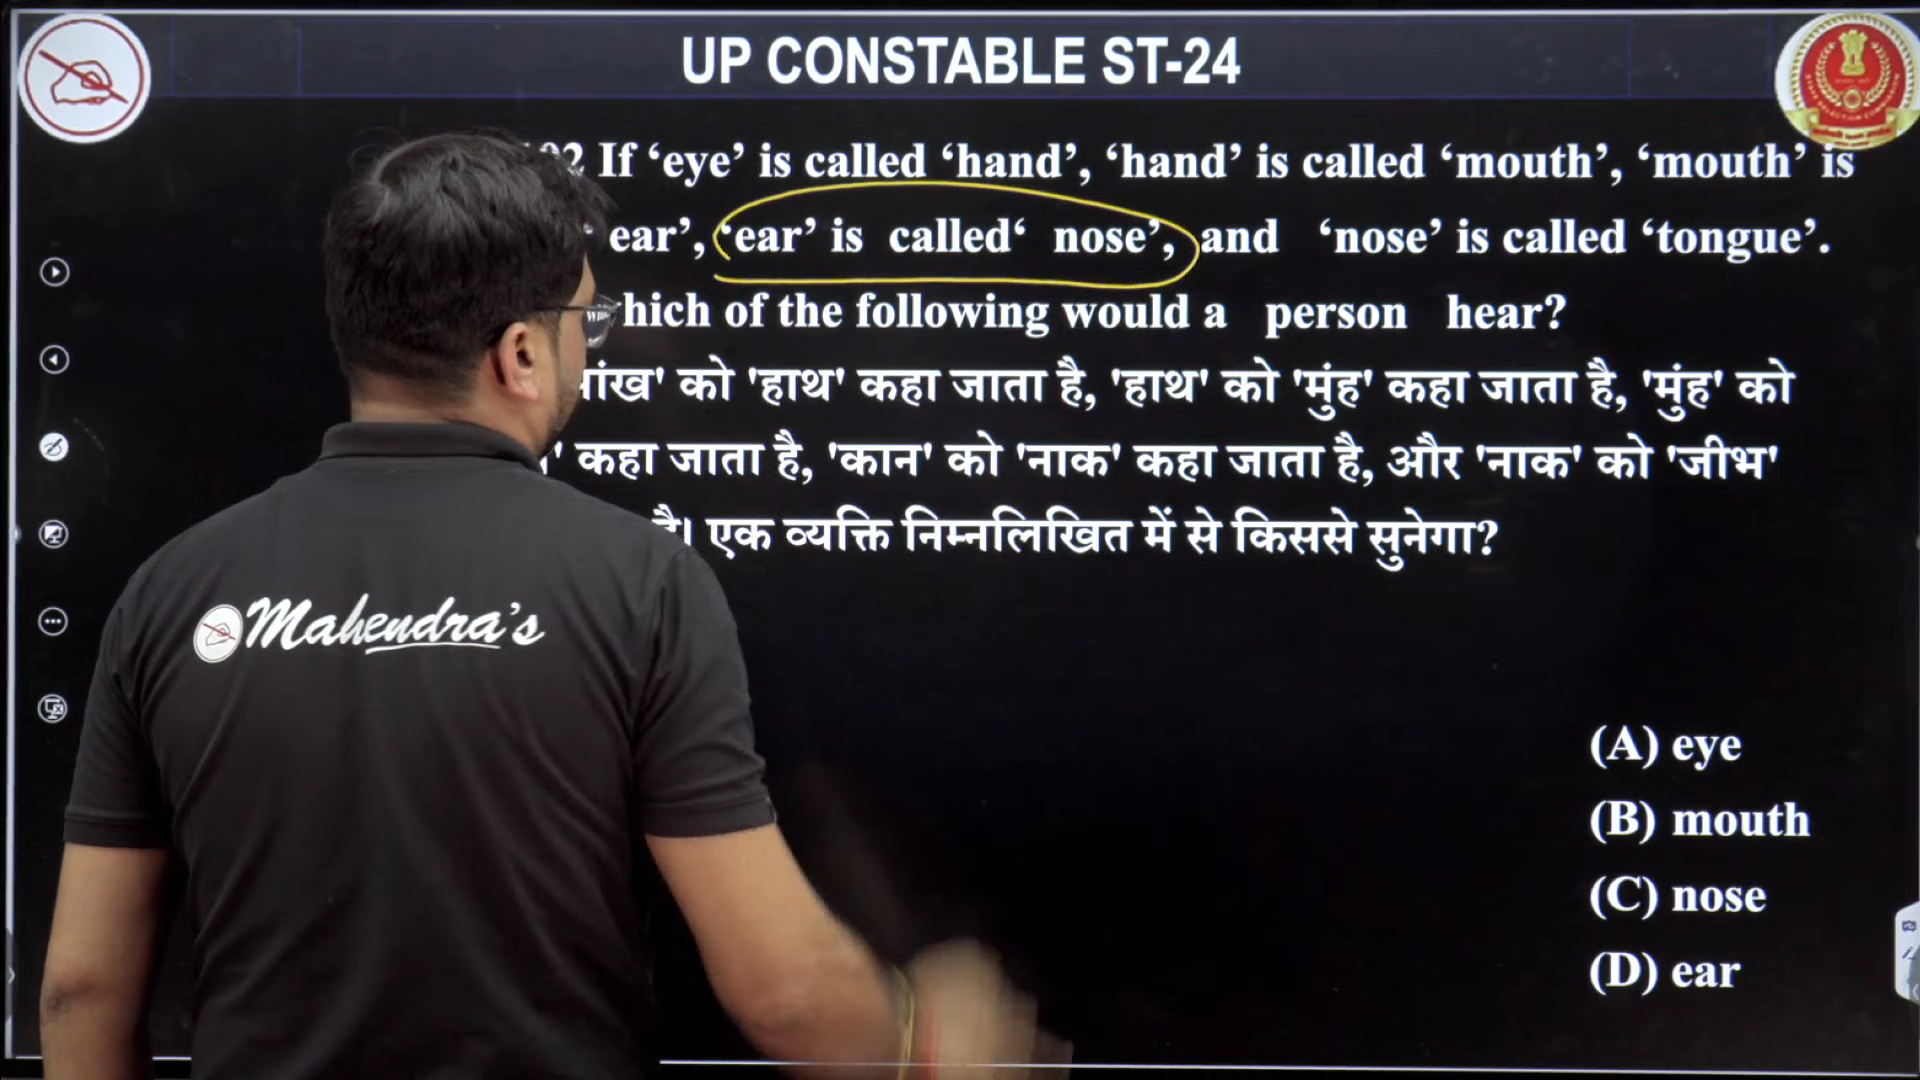 UP CONSTABLE ST-24
If ‘eye’ is called ‘hand’, ‘hand’ is called ‘mouth’, ‘mouth’ is
ear’, ‘ear’ is called‘ nose’, and ‘nose’ is called ‘tongue’.
hich of the following would a person hear?
को 'हाथ' कहा जाता है, 'हाथ' को 'मुंह' कहा जाता है, 'मुंह' को
कहा जाता है, 'कान' को 'नाक' कहा जाता है, और 'नाक' को 'जीभ'
है। एक व्यक्ति निम्नलिखित में से किससे सुनेगा?
Mahendra's
(A) eye
(B) mouth
(C) nose
(D) ear